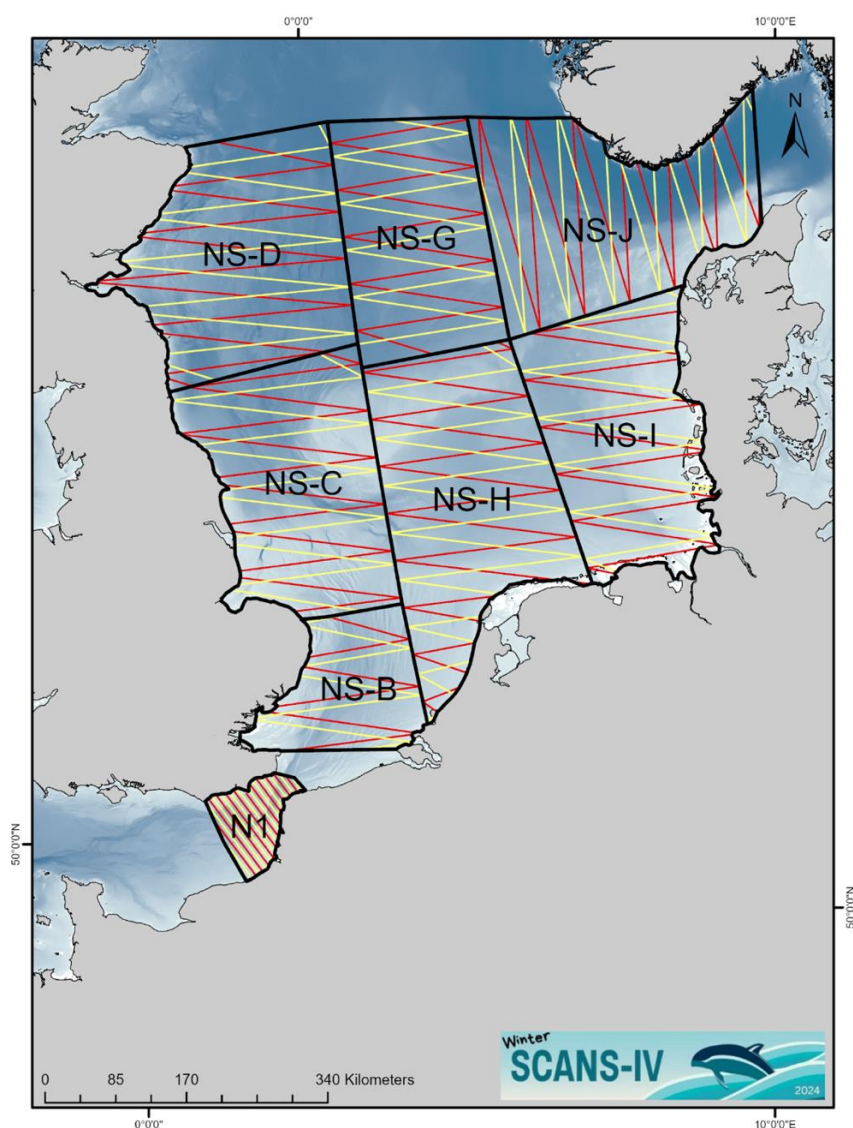 0°0'0"
10°0'0"E
N
NS-D
NS-G
NS-J
NS-I
NS-C
NS-H
NS-B
N1
50°0'0"N
50°0'0"N
Winter
SCANS-IV
2024
0 85 170 340 Kilometers
0°0'0"
10°0'0"E